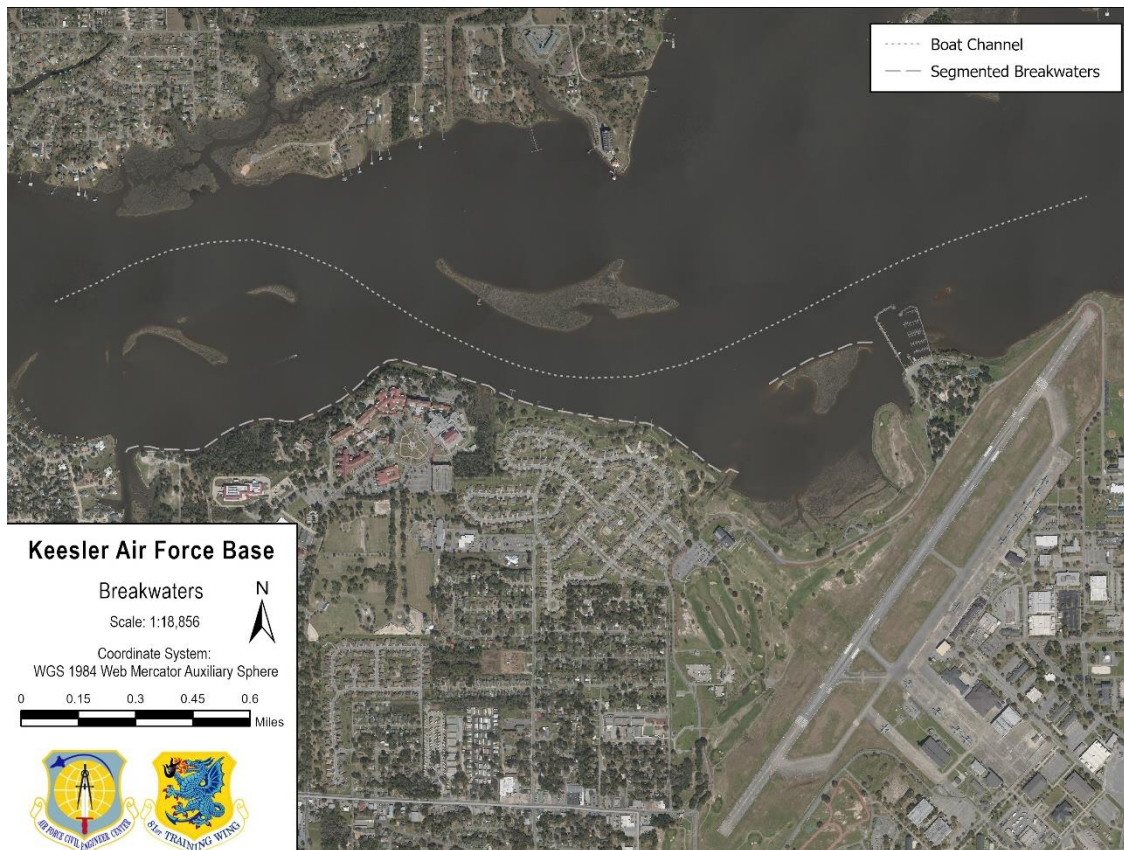 Boat Channel
Segmented Breakwaters
Keesler Air Force Base
Breakwaters
N
Scale: 1:18,856
Coordinate System:
WGS 1984 Web Mercator Auxiliary Sphere
0 0.15 0.3 0.45 0.6
Miles
AIR FORCE CIVIL ENGINEER CENTER
81ST TRAINING WING